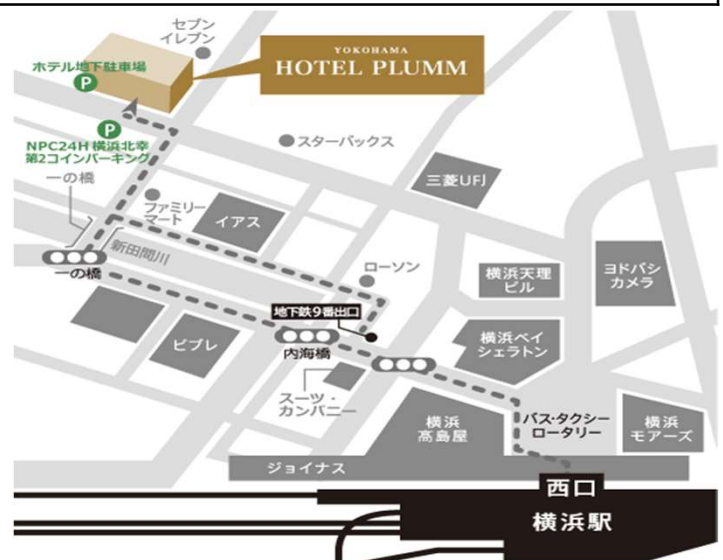 セブン
イレブン
YOKOHAMA
HOTEL PLUMM
ホテル地下駐車場
P
P
NPC24H 横浜北幸
第2コインパーキング
スターバックス
三菱UFJ
一の橋
ファミリー
マート
イアス
新田間川
一の橋
ローソン
横浜天理
ビル
ヨドバシ
カメラ
地下鉄9番出口
ビブレ
内海橋
横浜ベイ
シェラトン
スーツ・
カンパニー
横浜
髙島屋
バス・タクシー
ロータリー
横浜
モアーズ
ジョイナス
西口
横浜駅